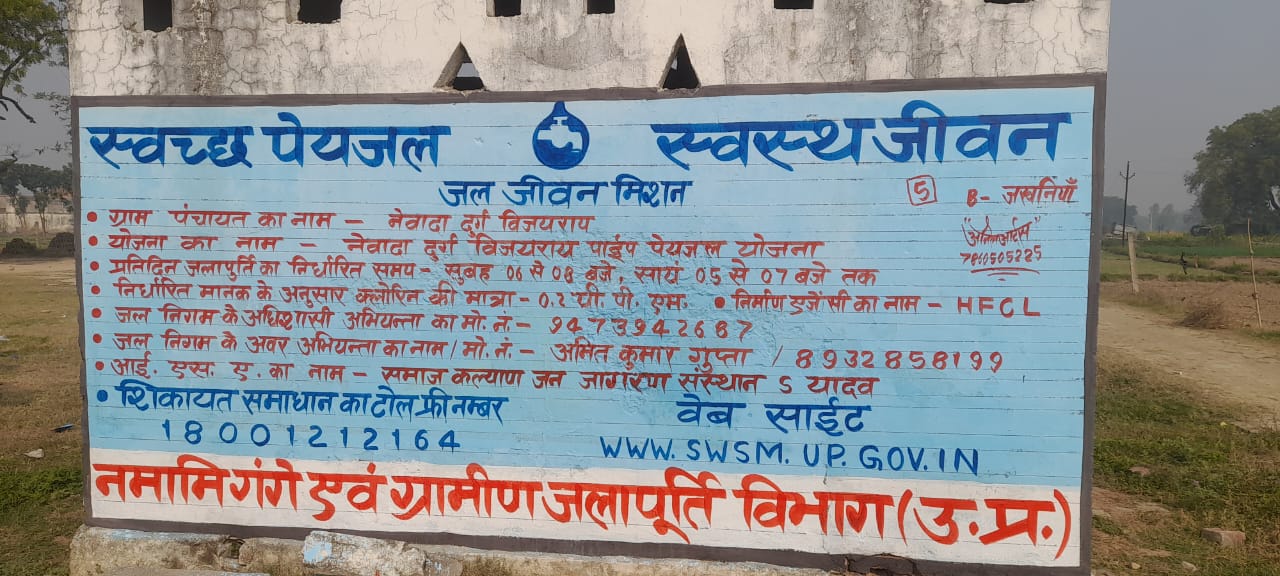 स्वच्छ पेयजल स्वस्थ जीवन
जल जीवन मिशन
5 B- जखनियाँ
• ग्राम पंचायत का नाम – नेवादा दुर्ग विजयराय
• योजना का नाम – नेवादा दुर्ग विजयराय पाईप पेयजल योजना
7860505225
• प्रतिदिन जलापुर्ति का निर्धारित समय – सुबह 06 से 08 बजे, सायं 05 से 07 बजे तक
• निर्धारित मानक के अनुसार क्लोरिन की मात्रा - 0.2 पी. पी. एम. • निर्माण एजेंसी का नाम – HFCL
• जल निगम के अधिशासी अभियन्ता का मो. नं. – 9473942687
• जल निगम के अवर अभियन्ता का नाम / मो. नं. – अमित कुमार गुप्ता / 8932858199
• आई. एस. ए. का नाम – समाज कल्याण जन जागरण संस्थान S यादव
• शिकायत समाधान का टोल फ्री नम्बर
18001212164
वेब साईट
WWW.SWSM.UP.GOV.IN
नमामि गंगे एवं ग्रामीण जलापूर्ति विभाग (उ.प्र.)